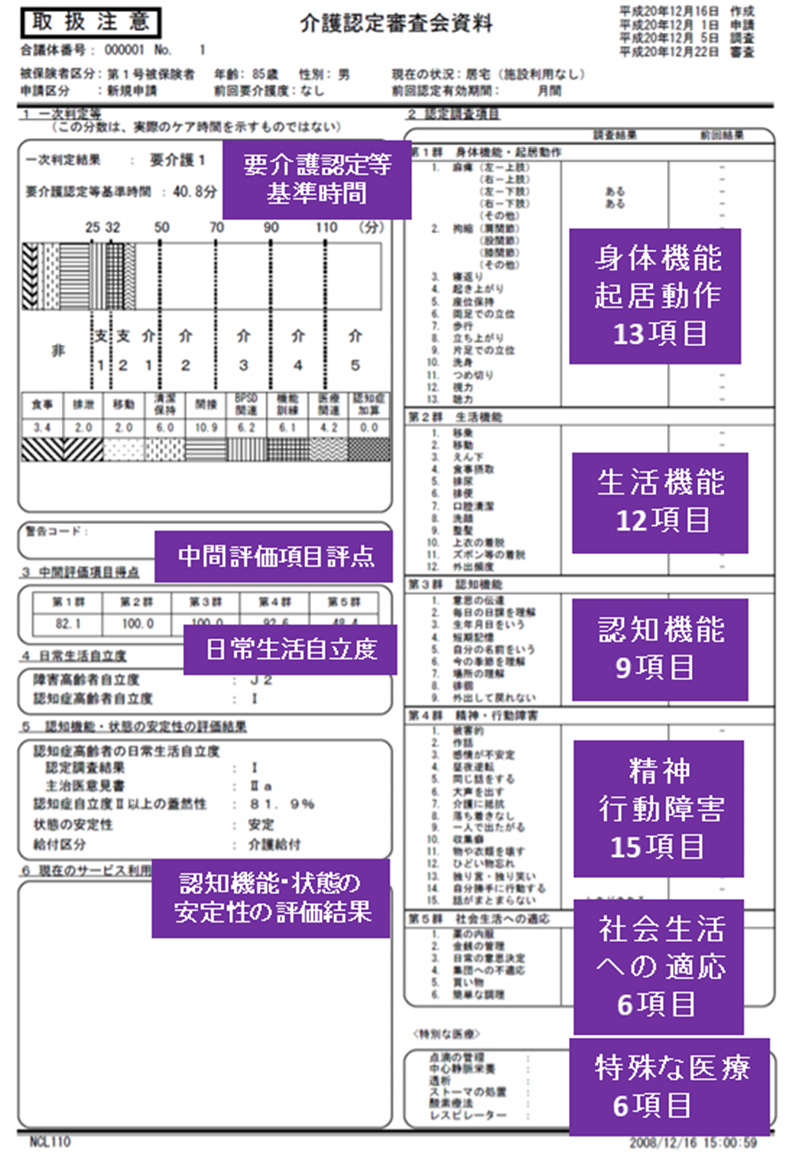 取扱注意
介護認定審査会資料
平成20年12月16日 作成
平成20年12月 1日 申請
平成20年12月 5日 調査
平成20年12月22日 審査
合議体番号： 000001 No. 1
被保険者区分：第１号被保険者 年齢：85歳 性別：男 現在の状況：居宅（施設利用なし）
申請区分 ：新規申請 前回要介護度：なし 前回認定有効期間： 月間
1 一次判定等
（この分数は、実際のケア時間を示すものではない）
一次判定結果 ： 要介護１
要介護認定等基準時間 ：40.8分
要介護認定等
基準時間
25 32 50 70 90 110 (分)
非 支1 支2 介1 介2 介3 介4 介5
食事 排泄 移動 清潔保持 間接 BPSD関連 機能訓練 医療関連 認知症加算
3.4 2.0 2.0 6.0 10.9 6.2 6.1 4.2 0.0
警告コード：
中間評価項目評点
3 中間評価項目得点
第１群 第２群 第３群 第４群 第５群
82.1 100.0 100.0 92.6 48.4
日常生活自立度
4 日常生活自立度
障害高齢者自立度 ： Ｊ２
認知症高齢者自立度 ： Ⅰ
5 認知機能・状態の安定性の評価結果
認知症高齢者の日常生活自立度
認定調査結果 ： Ⅰ
主治医意見書 ： Ⅱａ
認知症自立度Ⅱ以上の蓋然性 ： ８１．９％
状態の安定性 ： 安定
給付区分 ： 介護給付
6 現在のサービス利用
認知機能･状態の
安定性の評価結果
2 認定調査項目
調査結果 前回結果
第１群 身体機能・起居動作
1. 麻痺（左－上肢） －
（右－上肢） －
（左－下肢） ある －
（右－下肢） ある －
（その他） －
2. 拘縮（肩関節）
（股関節）
（膝関節）
（その他）
3. 寝返り
4. 起き上がり
5. 座位保持
6. 両足での立位
7. 歩行
8. 立ち上がり
9. 片足での立位
10. 洗身
11. つめ切り －
12. 視力 －
13. 聴力 －
身体機能
起居動作
13項目
第２群 生活機能
1. 移乗 －
2. 移動 －
3. えん下
4. 食事摂取
5. 排尿
6. 排便
7. 口腔清潔
8. 洗顔
9. 整髪
10. 上衣の着脱
11. ズボン等の着脱
12. 外出頻度 －
生活機能
12項目
第３群 認知機能
1. 意思の伝達
2. 毎日の日課を理解
3. 生年月日をいう
4. 短期記憶
5. 自分の名前をいう
6. 今の季節を理解
7. 場所の理解
8. 徘徊
9. 外出して戻れない
認知機能
9項目
第４群 精神・行動障害
1. 被害的 －
2. 作話
3. 感情が不安定
4. 昼夜逆転
5. 同じ話をする
6. 大声を出す
7. 介護に抵抗
8. 落ち着きなし
9. 一人で出たがる
10. 収集癖
11. 物や衣類を壊す
12. ひどい物忘れ
13. 独り言・独り笑い －
14. 自分勝手に行動する －
15. 話がまとまらない
精神
行動障害
15項目
第５群 社会生活への適応
1. 薬の内服
2. 金銭の管理
3. 日常の意思決定
4. 集団への不適応
5. 買い物
6. 簡単な調理
社会生活
への適応
6項目
〈特別な医療〉
点滴の管理 ：
中心静脈栄養 ：
透析 ：
ストーマの処置 ：
酸素療法 ：
レスピレーター ：
特殊な医療
6項目
NCL110
2008/12/16 15:00:59